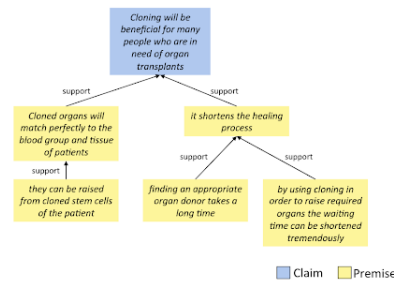 Cloning will be
beneficial for many
people who are in
need of organ
transplants
support
support
Cloned organs will
match perfectly to the
blood group and tissue
of patients
it shortens the healing
process
support
support
support
they can be raised
from cloned stem cells
of the patient
finding an appropriate
organ donor takes a
long time
by using cloning in
order to raise required
organs the waiting
time can be shortened
tremendously
Claim
Premise